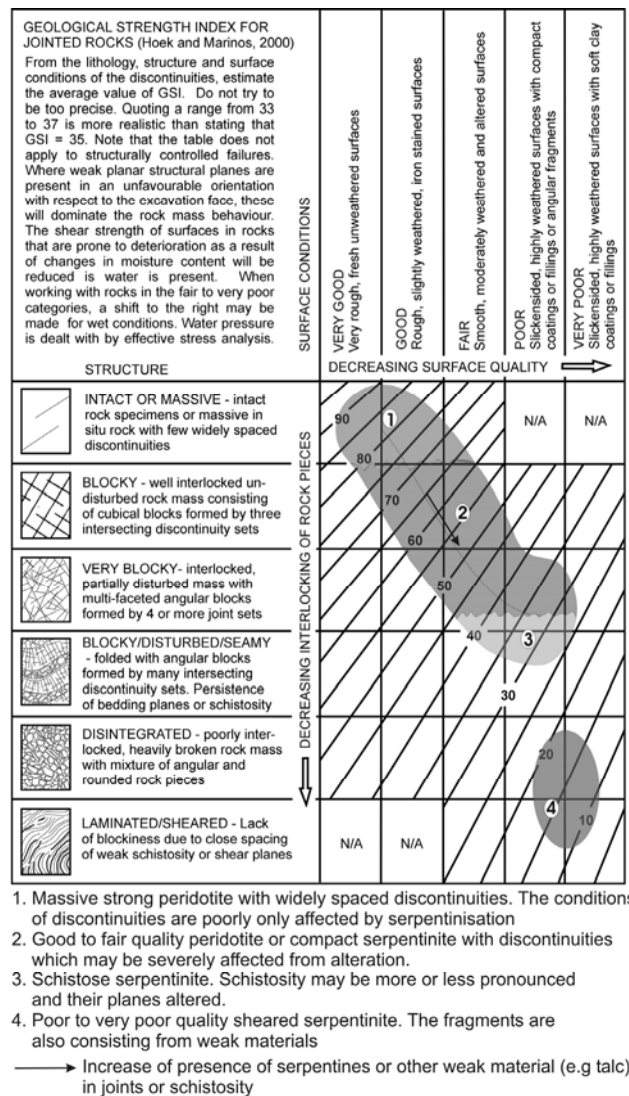 GEOLOGICAL STRENGTH INDEX FOR
JOINTED ROCKS (Hoek and Marinos, 2000)
From the lithology, structure and surface
conditions of the discontinuities, estimate
the average value of GSI. Do not try to
be too precise. Quoting a range from 33
to 37 is more realistic than stating that
GSI = 35. Note that the table does not
apply to structurally controlled failures.
Where weak planar structural planes are
present in an unfavourable orientation
with respect to the excavation face, these
will dominate the rock mass behaviour.
The shear strength of surfaces in rocks
that are prone to deterioration as a result
of changes in moisture content will be
reduced is water is present. When
working with rocks in the fair to very poor
categories, a shift to the right may be
made for wet conditions. Water pressure
is dealt with by effective stress analysis.
SURFACE CONDITIONS
VERY GOOD
Very rough, fresh unweathered surfaces
GOOD
Rough, slightly weathered, iron stained surfaces
FAIR
Smooth, moderately weathered and altered surfaces
POOR
Slickensided, highly weathered surfaces with compact
coatings or fillings or angular fragments
VERY POOR
Slickensided, highly weathered surfaces with soft clay
coatings or fillings
STRUCTURE
DECREASING SURFACE QUALITY
DECREASING INTERLOCKING OF ROCK PIECES
INTACT OR MASSIVE - intact
rock specimens or massive in
situ rock with few widely spaced
discontinuities
90
1
N/A
N/A
80
BLOCKY - well interlocked un-
disturbed rock mass consisting
of cubical blocks formed by three
intersecting discontinuity sets
70
2
60
VERY BLOCKY- interlocked,
partially disturbed mass with
multi-faceted angular blocks
formed by 4 or more joint sets
50
40
3
BLOCKY/DISTURBED/SEAMY
- folded with angular blocks
formed by many intersecting
discontinuity sets. Persistence
of bedding planes or schistosity
30
DISINTEGRATED - poorly inter-
locked, heavily broken rock mass
with mixture of angular and
rounded rock pieces
20
4
10
LAMINATED/SHEARED - Lack
of blockiness due to close spacing
of weak schistosity or shear planes
N/A
N/A
1. Massive strong peridotite with widely spaced discontinuities. The conditions
of discontinuities are poorly only affected by serpentinisation
2. Good to fair quality peridotite or compact serpentinite with discontinuities
which may be severely affected from alteration.
3. Schistose serpentinite. Schistosity may be more or less pronounced
and their planes altered.
4. Poor to very poor quality sheared serpentinite. The fragments are
also consisting from weak materials
Increase of presence of serpentines or other weak material (e.g talc)
in joints or schistosity